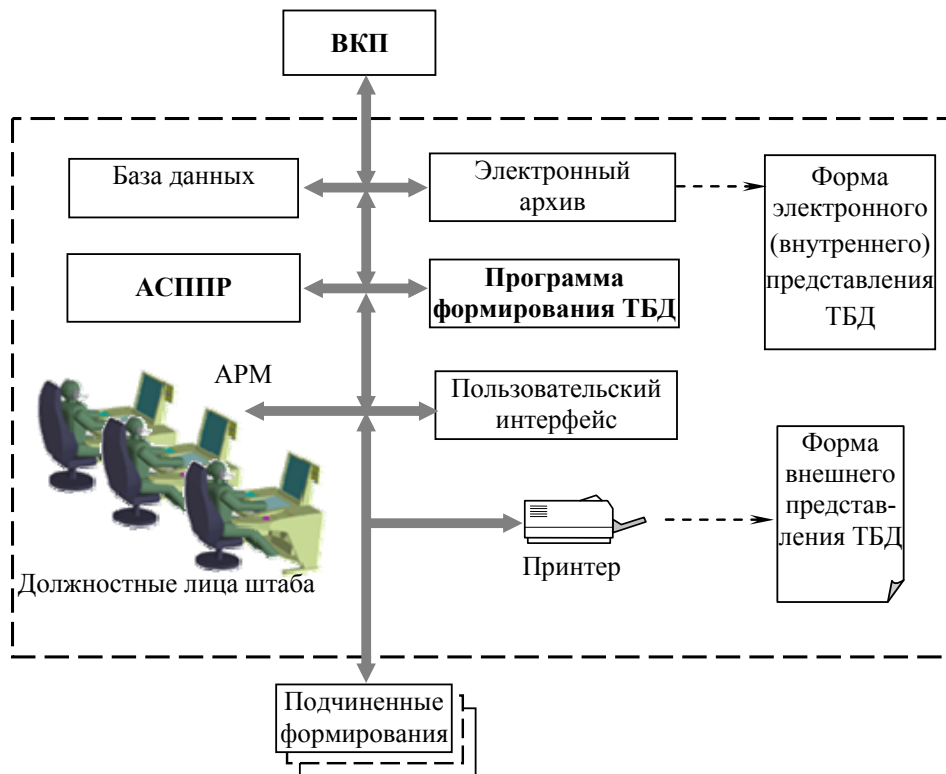 ВКП
База данных
Электронный
архив
Форма
электронного
(внутреннего)
представления
ТБД
АСППР
Программа
формирования ТБД
АРМ
Пользовательский
интерфейс
Форма
внешнего
представ-
ления ТБД
Принтер
Должностные лица штаба
Подчиненные
формирования